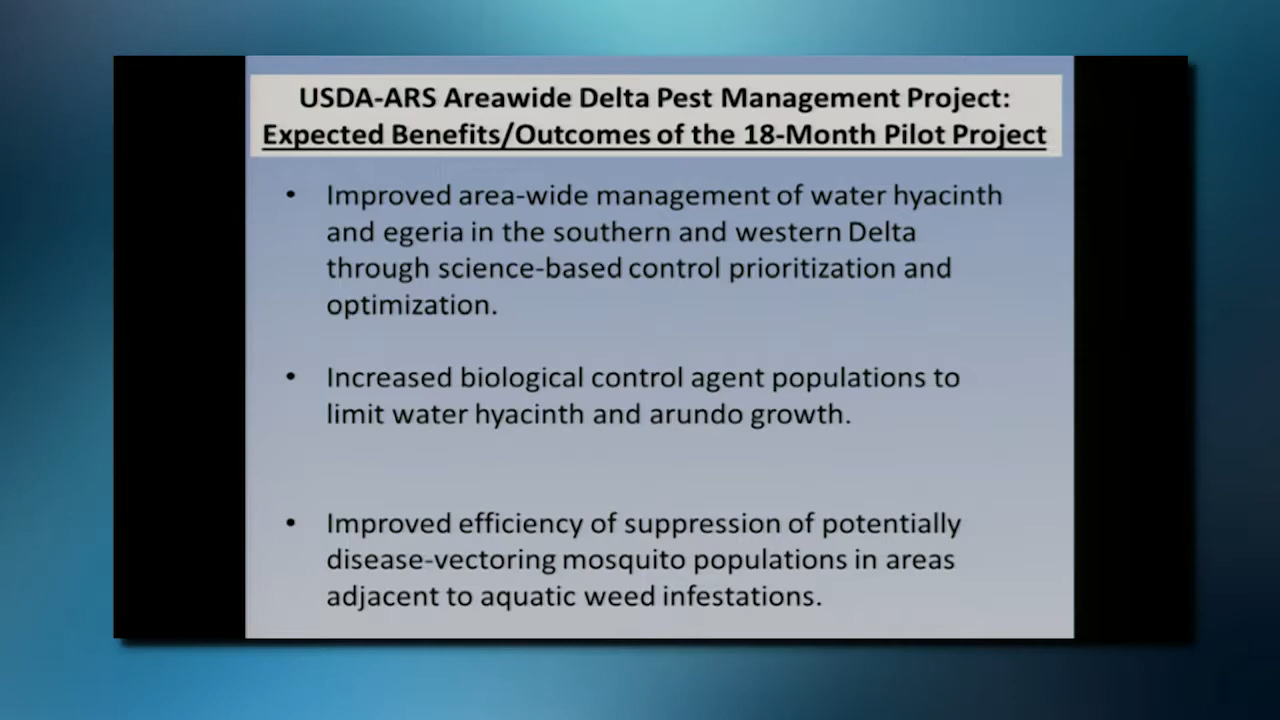 USDA-ARS Areawide Delta Pest Management Project:
Expected Benefits/Outcomes of the 18-Month Pilot Project
• Improved area-wide management of water hyacinth
and egeria in the southern and western Delta
through science-based control prioritization and
optimization.
• Increased biological control agent populations to
limit water hyacinth and arundo growth.
• Improved efficiency of suppression of potentially
disease-vectoring mosquito populations in areas
adjacent to aquatic weed infestations.